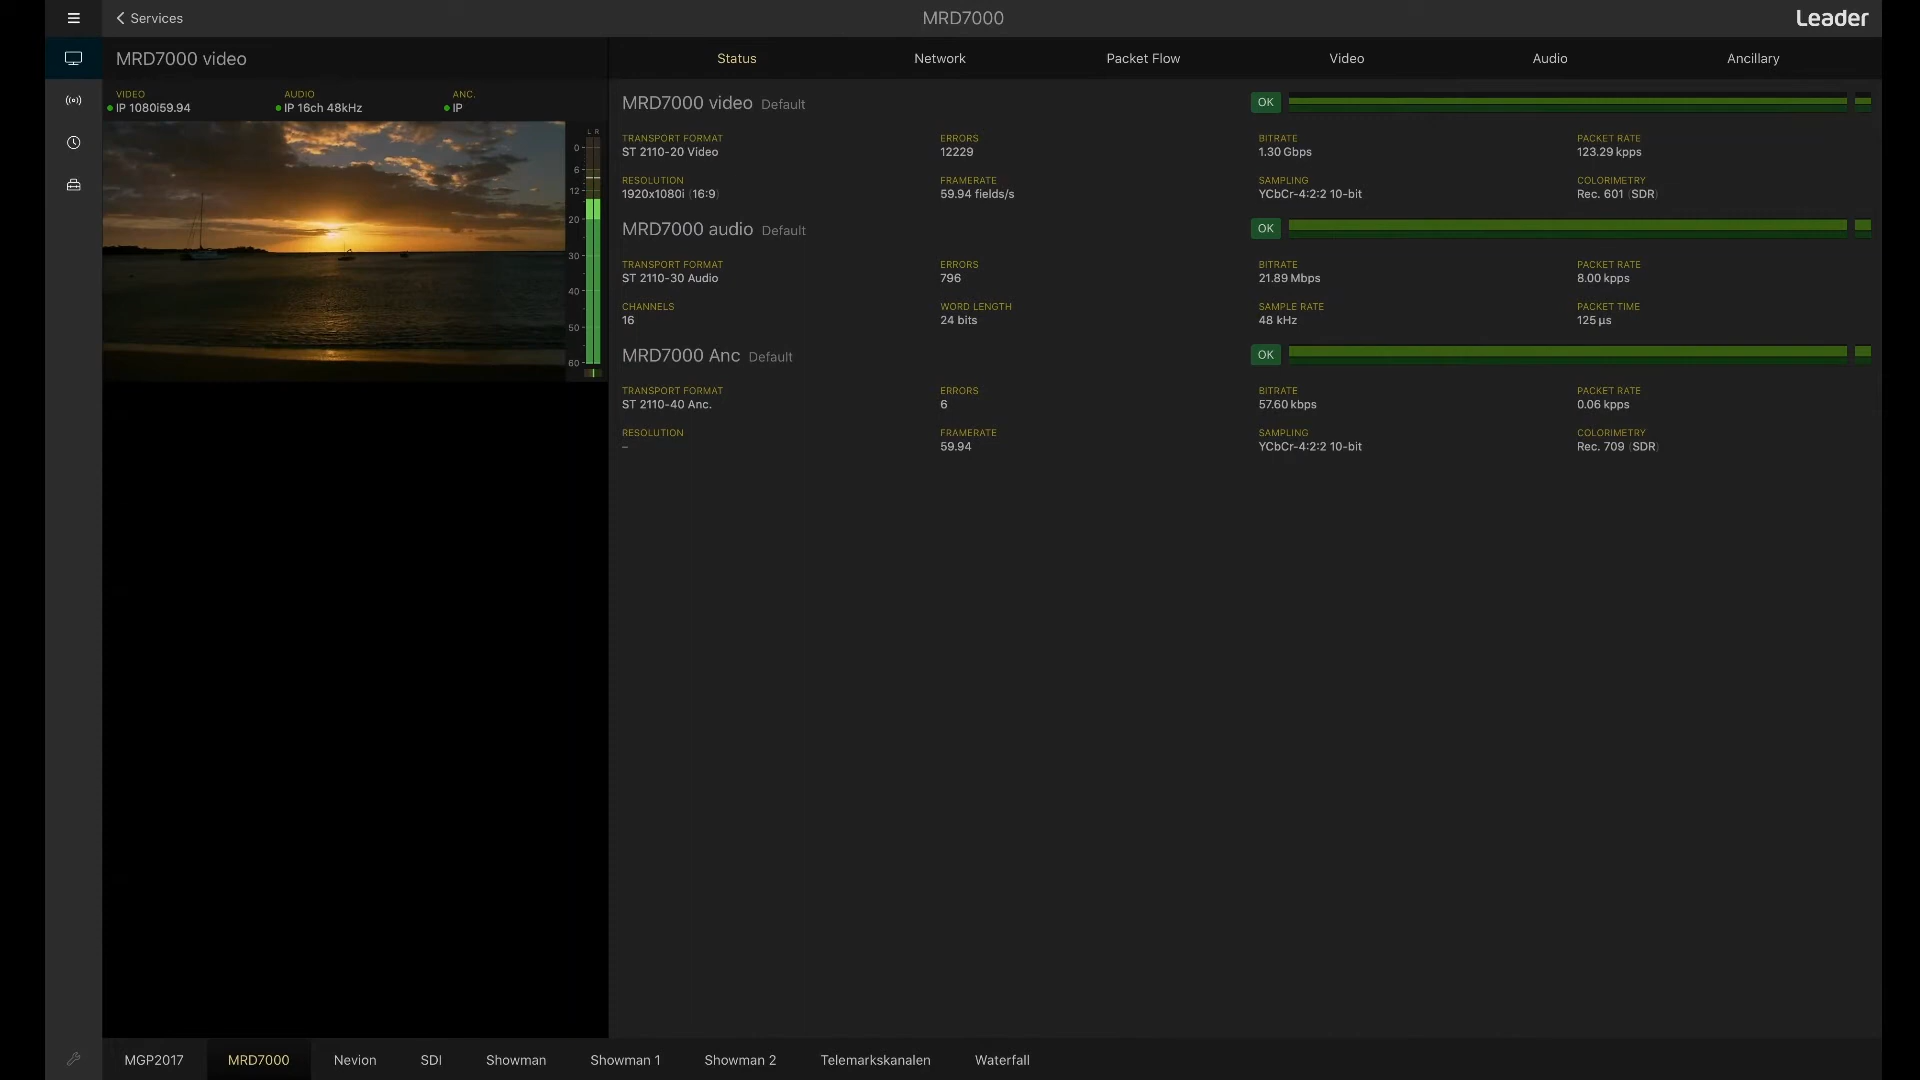 Services
MRD7000
Leader
MRD7000 video
Status
Network
Packet Flow
Video
Audio
Ancillary
VIDEO
IP 1080i59.94
AUDIO
IP 16ch 48kHz
ANC.
IP
L R
0
6
12
20
30
40
50
60
MRD7000 video Default
OK
TRANSPORT FORMAT
ST 2110-20 Video
ERRORS
12229
BITRATE
1.30 Gbps
PACKET RATE
123.29 kpps
RESOLUTION
1920x1080i (16:9)
FRAMERATE
59.94 fields/s
SAMPLING
YCbCr-4:2:2 10-bit
COLORIMETRY
Rec. 601 (SDR)
MRD7000 audio Default
OK
TRANSPORT FORMAT
ST 2110-30 Audio
ERRORS
796
BITRATE
21.89 Mbps
PACKET RATE
8.00 kpps
CHANNELS
16
WORD LENGTH
24 bits
SAMPLE RATE
48 kHz
PACKET TIME
125 µs
MRD7000 Anc Default
OK
TRANSPORT FORMAT
ST 2110-40 Anc.
ERRORS
6
BITRATE
57.60 kbps
PACKET RATE
0.06 kpps
RESOLUTION
–
FRAMERATE
59.94
SAMPLING
YCbCr-4:2:2 10-bit
COLORIMETRY
Rec. 709 (SDR)
MGP2017
MRD7000
Nevion
SDI
Showman
Showman 1
Showman 2
Telemarkskanalen
Waterfall